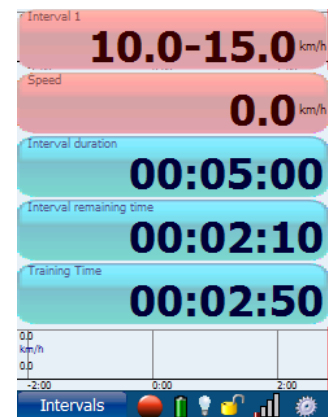 Interval 1
10.0-15.0 km/h
Speed
0.0 km/h
Interval duration
00:05:00
Interval remaining time
00:02:10
Training Time
00:02:50
0.0
km/h
0.0
-2:00 0:00 2:00
Intervals